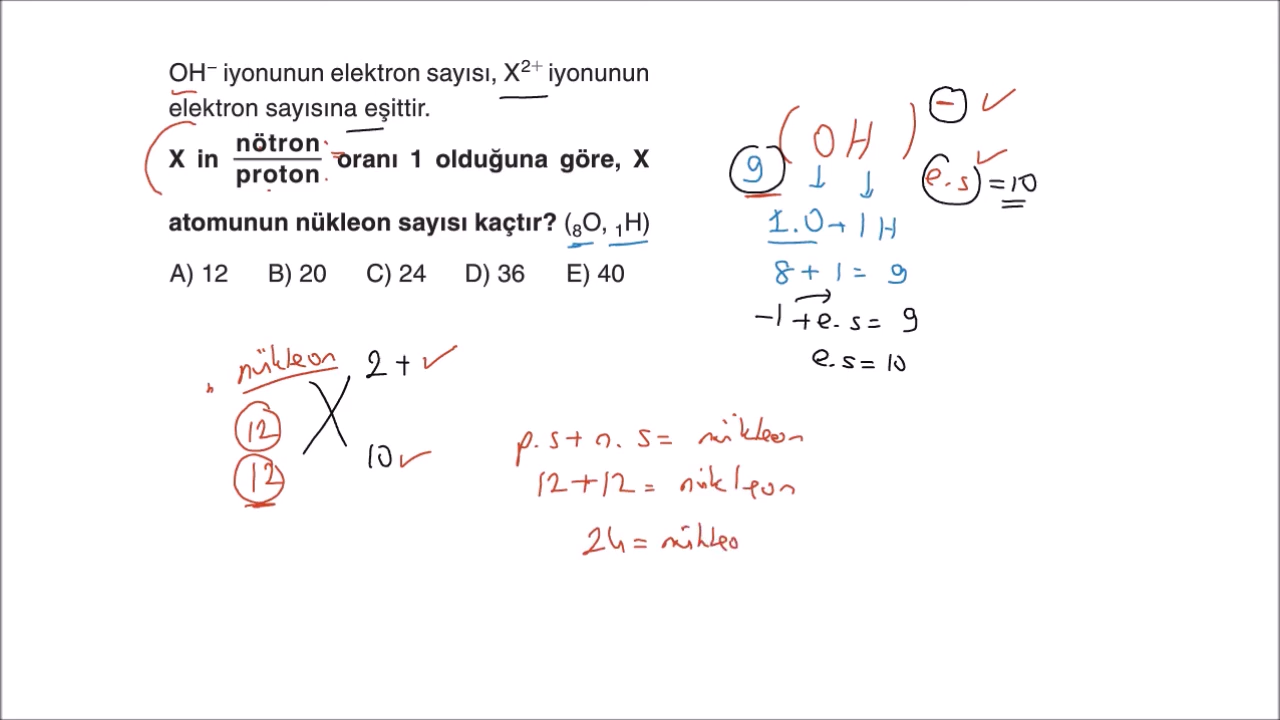 OH⁻ iyonunun elektron sayısı, X²⁺ iyonunun
elektron sayısına eşittir.
X in nötron/proton oranı 1 olduğuna göre, X
atomunun nükleon sayısı kaçtır? (₈O, ₁H)
A) 12 B) 20 C) 24 D) 36 E) 40
nükleon
12
12
X 2+
10
p.s+n.s= nükleon
12+12= nükleon
24= nükleo
9 (OH) −
e.s = 10
1.O+1H
8+1= 9
-1+e.s= 9
e.s= 10